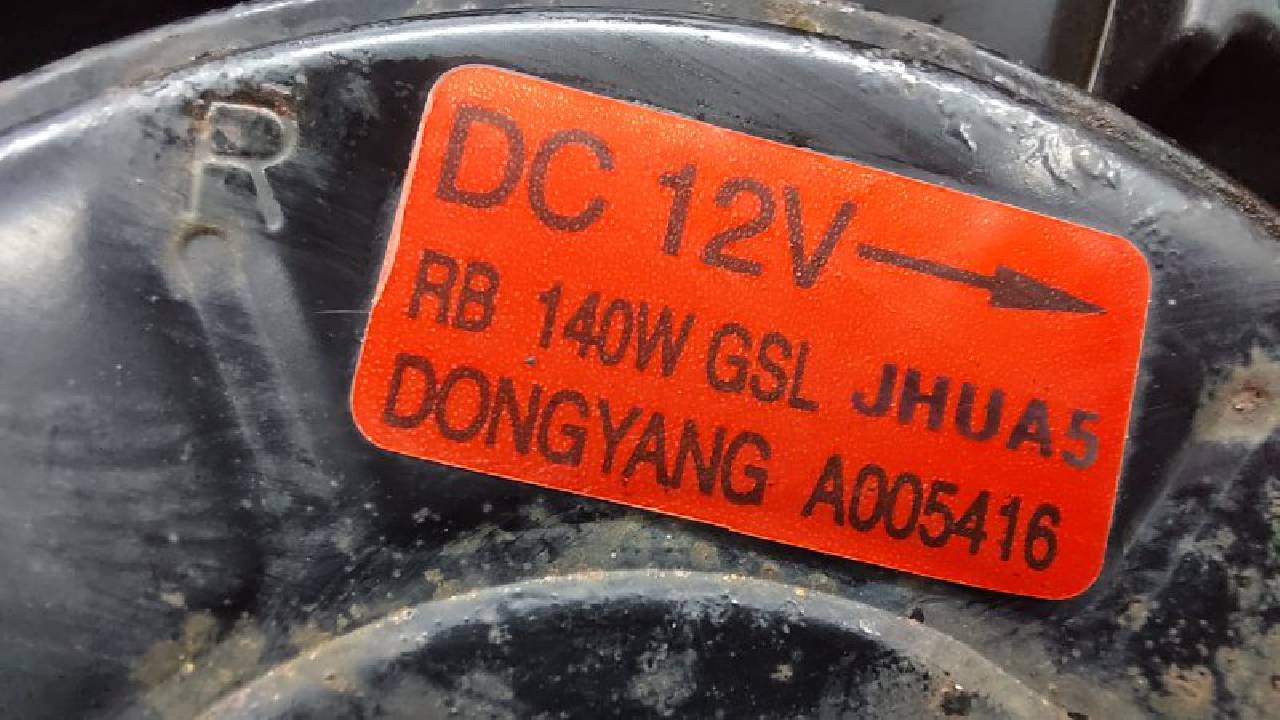 R
DC 12V
RB 140W GSL JHUA5
DONGYANG A005416